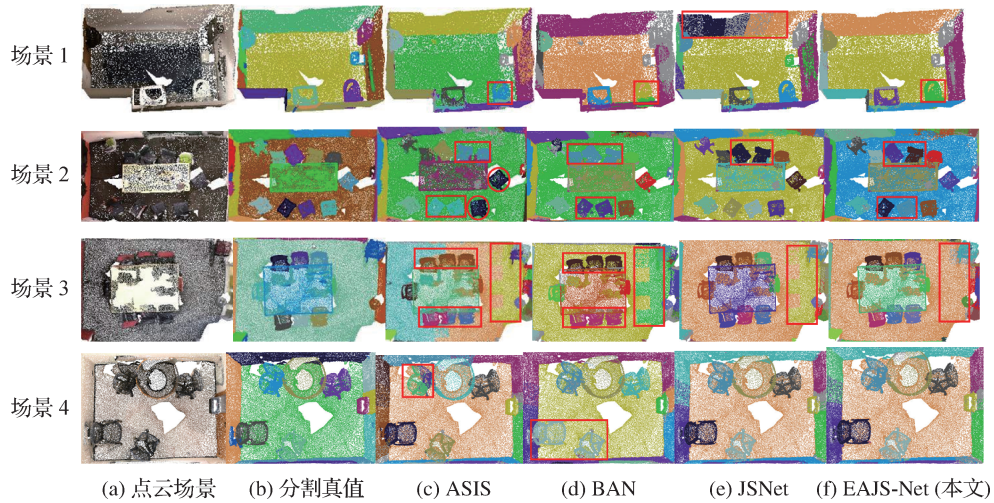 场景 1
场景 2
场景 3
场景 4
(a) 点云场景 (b) 分割真值 (c) ASIS (d) BAN (e) JSNet (f) EAJS-Net (本文)